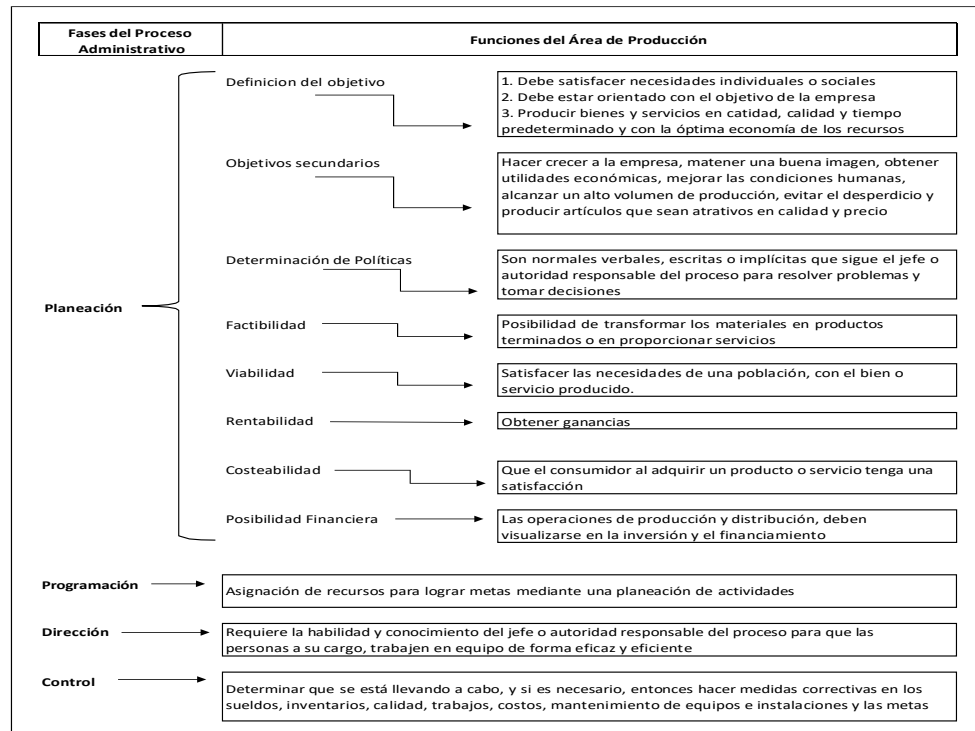 Fases del Proceso
Administrativo
Funciones del Área de Producción
Planeación
Definicion del objetivo
1. Debe satisfacer necesidades individuales o sociales
2. Debe estar orientado con el objetivo de la empresa
3. Producir bienes y servicios en catidad, calidad y tiempo
predeterminado y con la óptima economía de los recursos
Objetivos secundarios
Hacer crecer a la empresa, matener una buena imagen, obtener
utilidades económicas, mejorar las condiciones humanas,
alcanzar un alto volumen de producción, evitar el desperdicio y
producir artículos que sean atrativos en calidad y precio
Determinación de Políticas
Son normales verbales, escritas o implícitas que sigue el jefe o
autoridad responsable del proceso para resolver problemas y
tomar decisiones
Factibilidad
Posibilidad de transformar los materiales en productos
terminados o en proporcionar servicios
Viabilidad
Satisfacer las necesidades de una población, con el bien o
servicio producido.
Rentabilidad
Obtener ganancias
Costeabilidad
Que el consumidor al adquirir un producto o servicio tenga una
satisfacción
Posibilidad Financiera
Las operaciones de producción y distribución, deben
visualizarse en la inversión y el financiamiento
Programación
Asignación de recursos para lograr metas mediante una planeación de actividades
Dirección
Requiere la habilidad y conocimiento del jefe o autoridad responsable del proceso para que las
personas a su cargo, trabajen en equipo de forma eficaz y eficiente
Control
Determinar que se está llevando a cabo, y si es necesario, entonces hacer medidas correctivas en los
sueldos, inventarios, calidad, trabajos, costos, mantenimiento de equipos e instalaciones y las metas